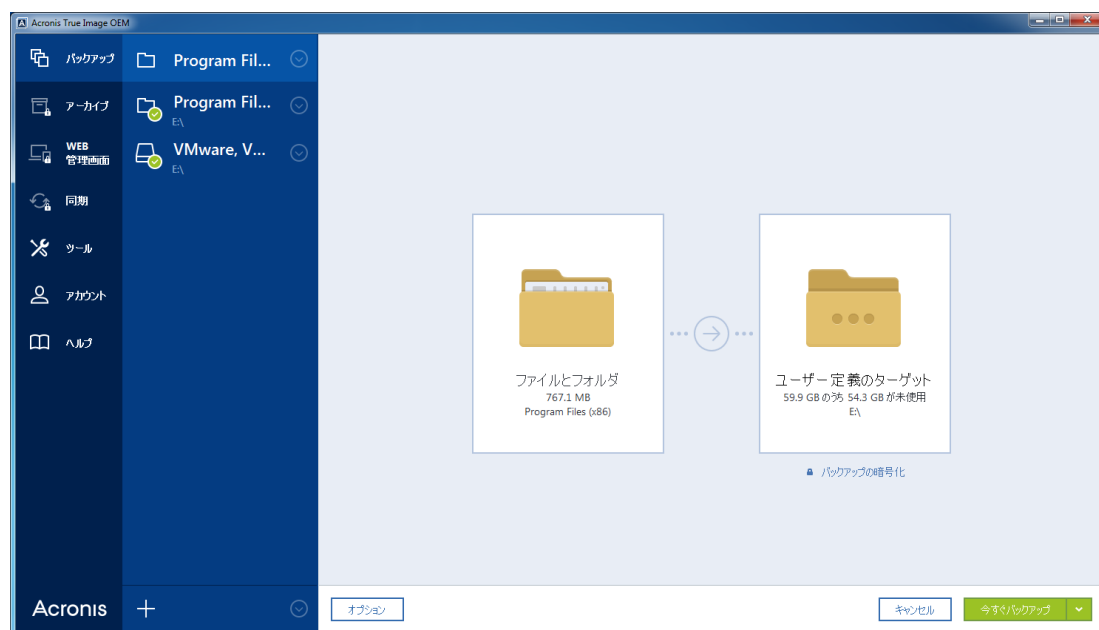 Acronis True Image OEM
バックアップ
アーカイブ
WEB
管理画面
同期
ツール
アカウント
ヘルプ
Acronis
Program Fil...
Program Fil...
E:\
VMware, V...
E:\
ファイルとフォルダ
767.1 MB
Program Files (x86)
ユーザー定義のターゲット
59.9 GB のうち 54.3 GB が未使用
E:\
バックアップの暗号化
オプション
キャンセル
今すぐバックアップ